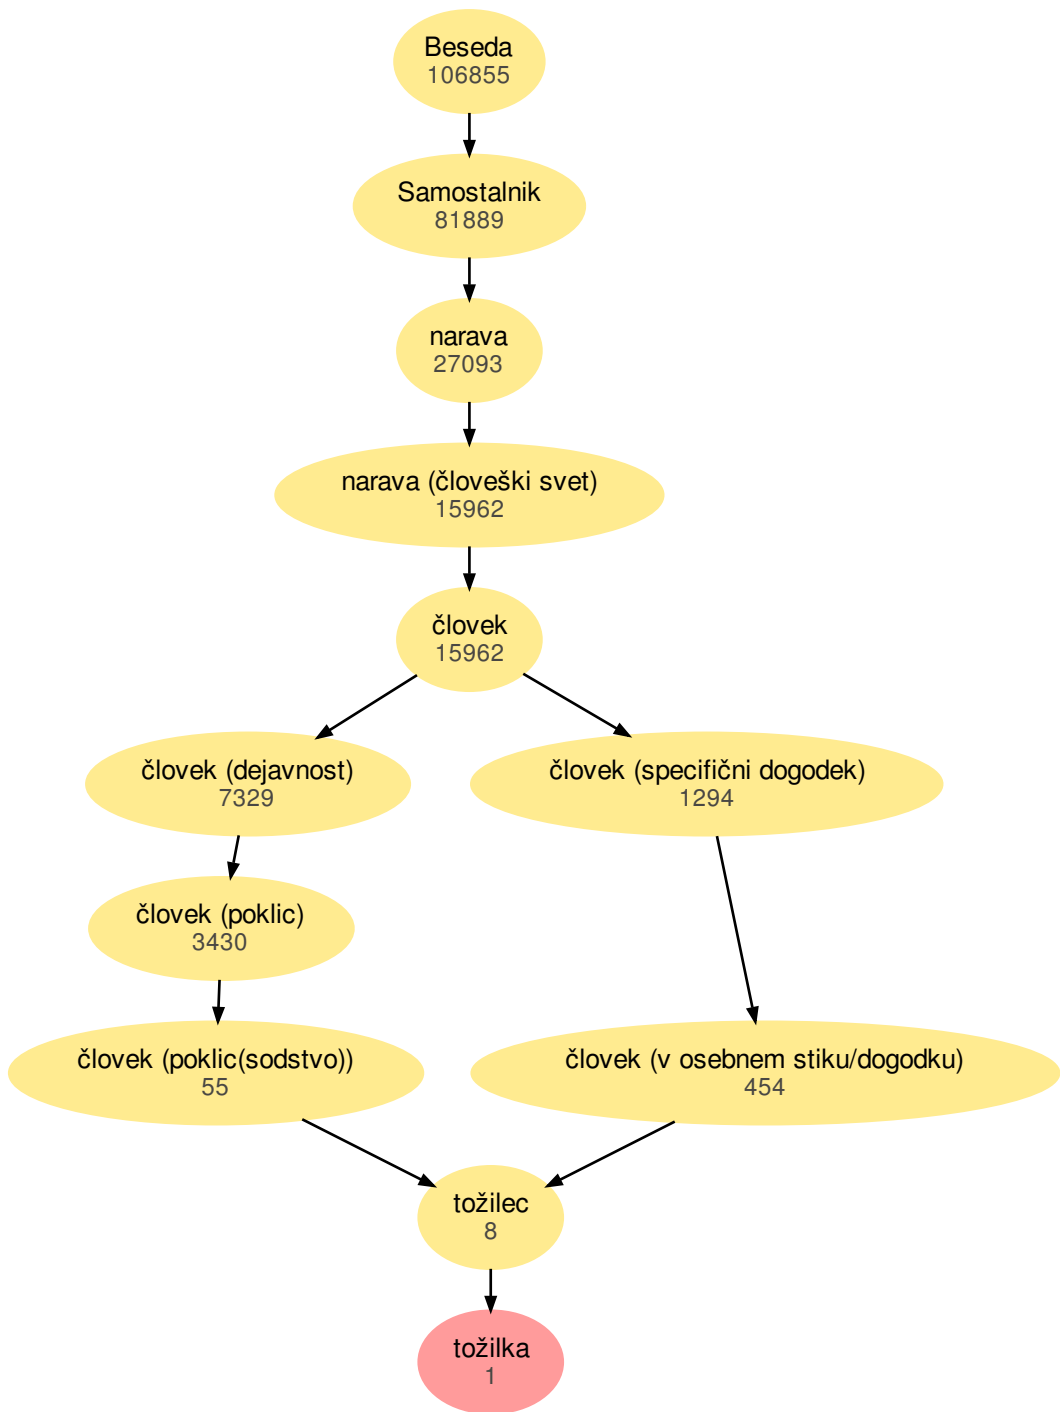 Beseda
106855
Samostalnik
81889
narava
27093
narava (človeški svet)
15962
človek
15962
človek (dejavnost)
7329
človek (specifični dogodek)
1294
človek (poklic)
3430
človek (poklic(sodstvo))
55
človek (v osebnem stiku/dogodku)
454
tožilec
8
tožilka
1